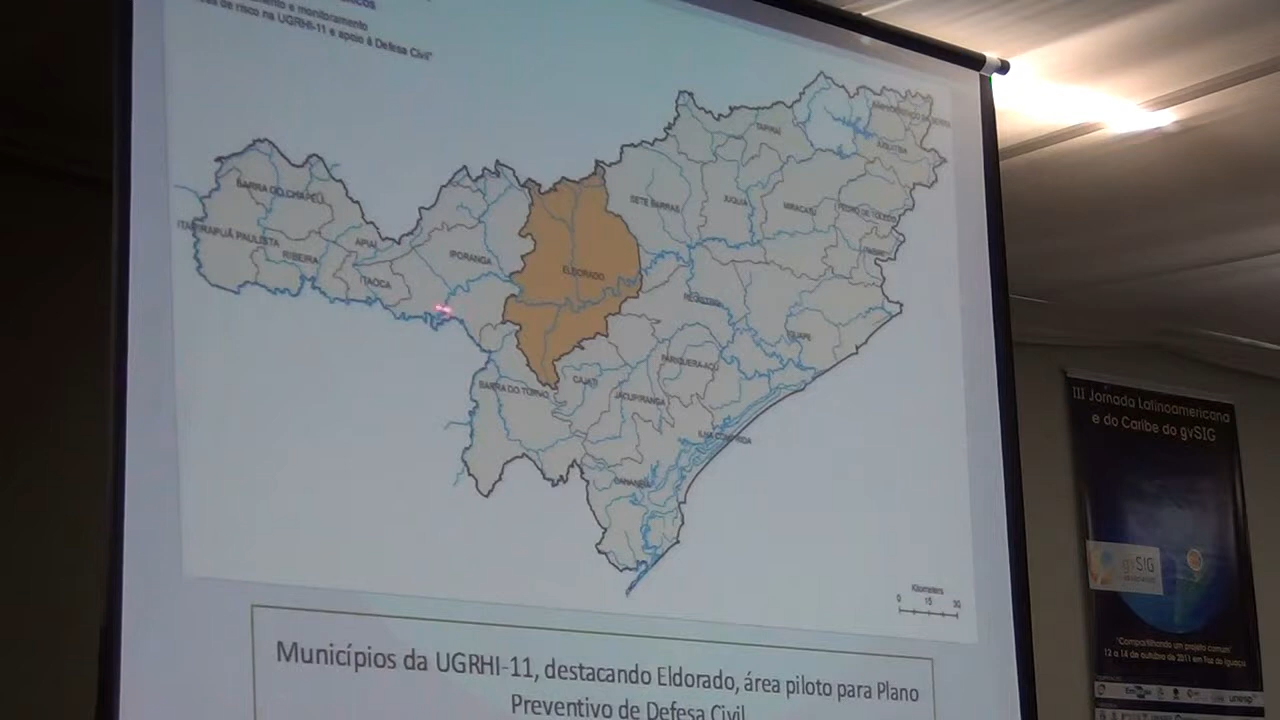 mento e monitoramento
de risco na UGRHI-11 e apoio à Defesa Civil"
TAPIRAÍ
JUQUITIBA
BARRA DO CHAPÉU
SETE BARRAS
JUQUIÁ
MIRACATU
PEDRO DE TOLEDO
ITAPIRAPUÃ PAULISTA
APIAÍ
RIBEIRA
IPORANGA
ITAOCA
ELDORADO
REGISTRO
IGUAPE
PARIQUERA-AÇU
BARRA DO TURVO
CAJATI
JACUPIRANGA
ILHA COMPRIDA
CANANÉIA
Kilometers
0 15 30
Municípios da UGRHI-11, destacando Eldorado, área piloto para Plano
Preventivo de Defesa Civil
III Jornada Latinoamericana
e do Caribe do gvSIG
gvSIG
"Compartilhando um projeto comum"
12 a 14 de outubro de 2011 em Foz do Iguaçu
unesp